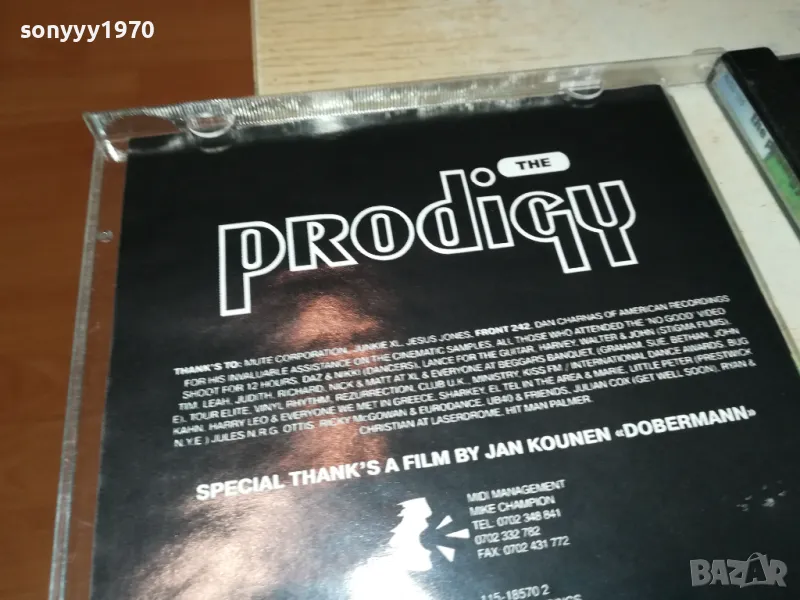 sonyyy1970
THE
PRODIGY
THANK'S TO: MUTE CORPORATION, JUNKIE XL, JESUS JONES, FRONT 242, DAN CHARNAS OF AMERICAN RECORDINGS
FOR HIS INVALUABLE ASSISTANCE ON THE CINEMATIC SAMPLES. ALL THOSE WHO ATTENDED THE 'NO GOOD' VIDEO
SHOOT FOR 12 HOURS, DAZ & NIKKI (DANCERS), LANCE FOR THE GUITAR, HARVEY, WALTER & JOHN (STIGMA FILMS),
TIM, LEAH, JUDITH, RICHARD, NICK & MATT AT XL & EVERYONE AT BEGGARS BANQUET, (GRAHAM, SUE, BETHAN, JOHN
E), TOUR ELITE, VINYL RHYTHM, REZURRECTION, CLUB U.K., MINISTRY, KISS FM / INTERNATIONAL DANCE AWARDS, BUG
KAHN, HARRY LEO & EVERYONE WE MET IN GREECE, SHARKEY, EL TEL IN THE AREA & MARIE, LITTLE PETER (PRESTWICK
N.Y.E.) JULES N.R.G. OTTIS, RICKY McGOWAN & EURODANCE, UB40 & FRIENDS, JULIAN COX (GET WELL SOON), RYAN &
CHRISTIAN AT LASERDROME, HIT MAN PALMER.
SPECIAL THANK'S A FILM BY JAN KOUNEN «DOBERMANN»
MIDI MANAGEMENT
MIKE CHAMPION
TEL: 0702 348 841
0702 332 782
FAX: 0702 431 772
115-18570 2
BAZAR